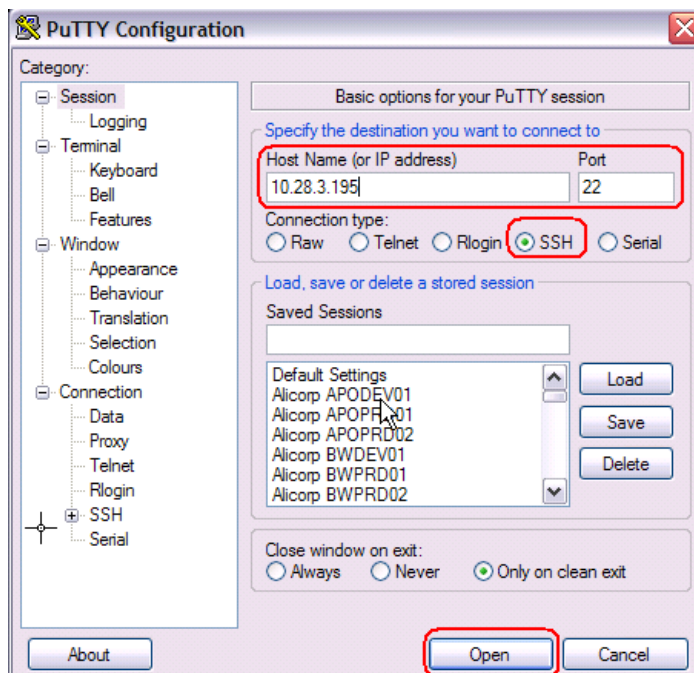 PuTTY Configuration
Category:
Session
Logging
Terminal
Keyboard
Bell
Features
Window
Appearance
Behaviour
Translation
Selection
Colours
Connection
Data
Proxy
Telnet
Rlogin
SSH
Serial
Basic options for your PuTTY session
Specify the destination you want to connect to
Host Name (or IP address) Port
10.28.3.195 22
Connection type:
Raw Telnet Rlogin SSH Serial
Load, save or delete a stored session
Saved Sessions
Default Settings
Alicorp APODEV01
Alicorp APOPRD01
Alicorp APOPRD02
Alicorp BWDEV01
Alicorp BWPRD01
Alicorp BWPRD02
Load
Save
Delete
Close window on exit:
Always Never Only on clean exit
About Open Cancel